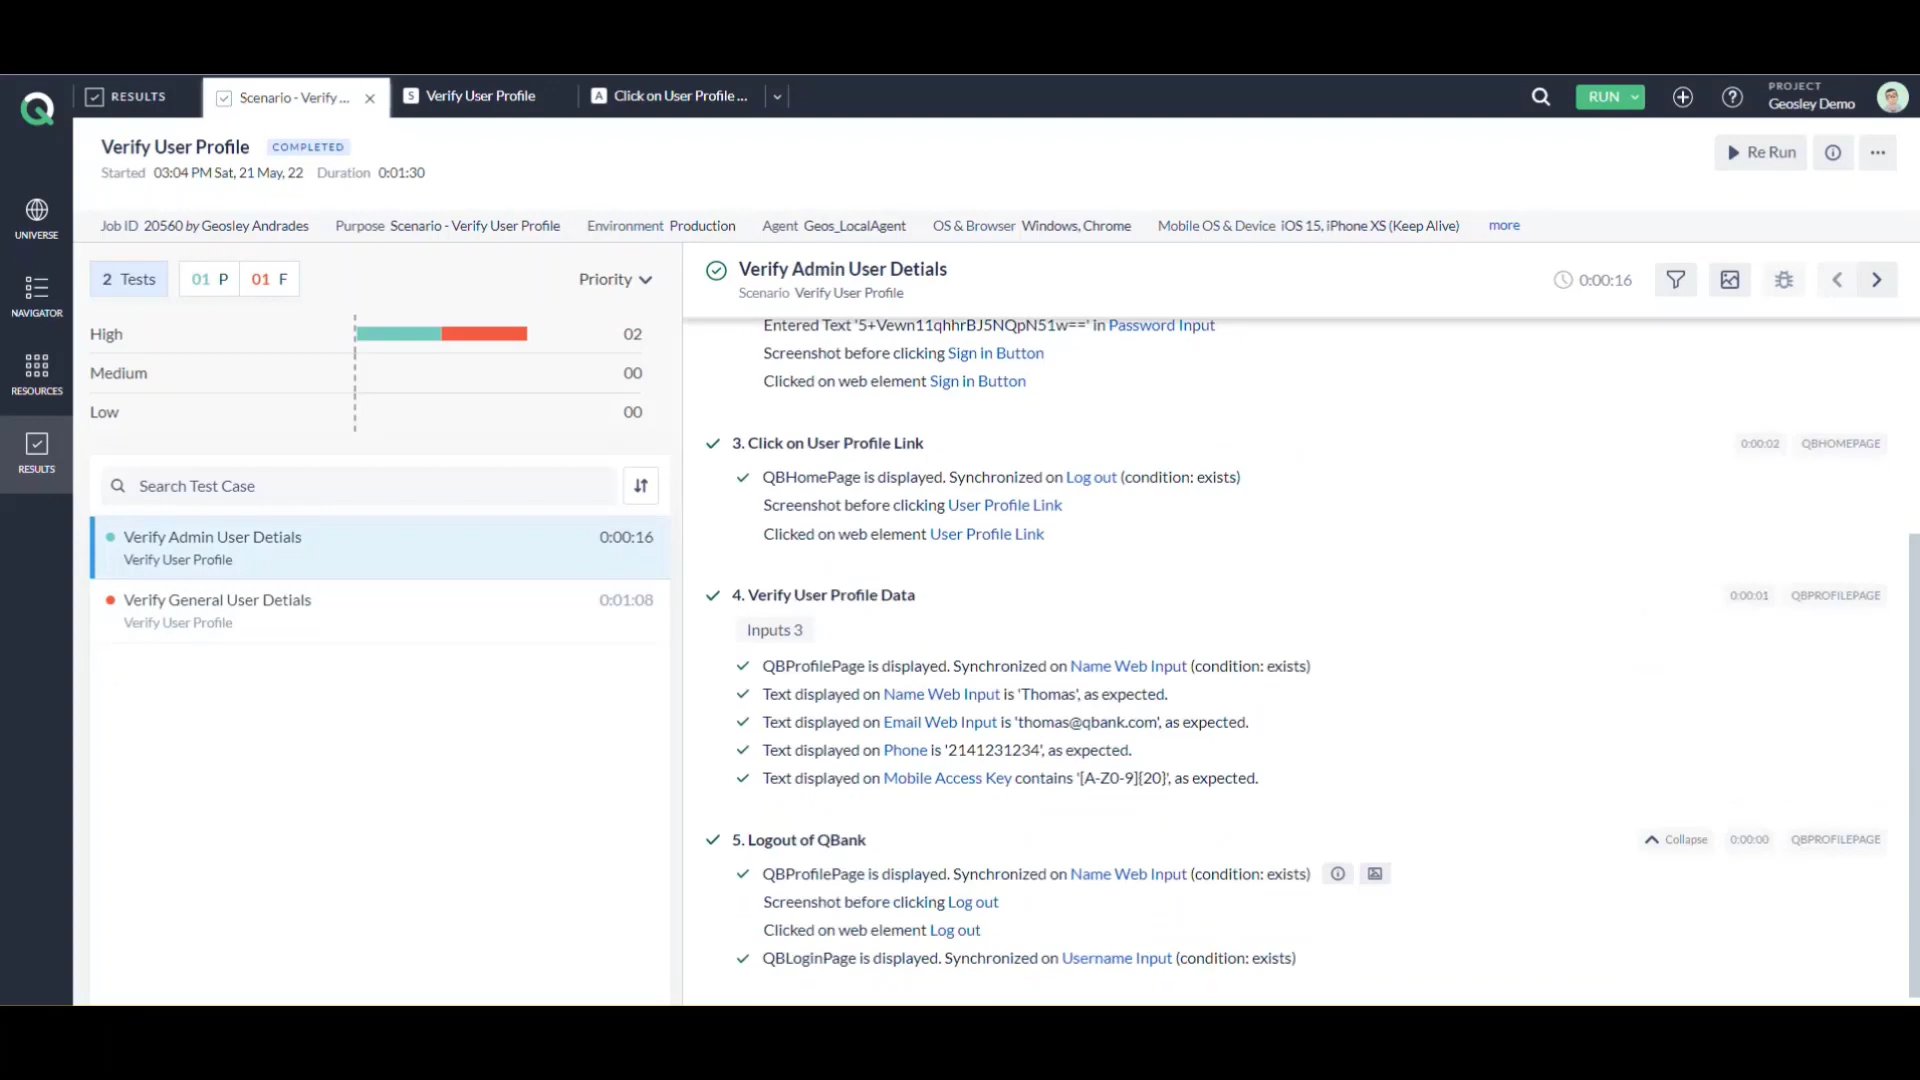 RESULTS
Scenario - Verify ...
S Verify User Profile
A Click on User Profile ...
RUN
PROJECT
Geosley Demo
Verify User Profile COMPLETED
Started 03:04 PM Sat, 21 May, 22 Duration 0:01:30
Re Run
Job ID 20560 by Geosley Andrades Purpose Scenario - Verify User Profile Environment Production Agent Geos_LocalAgent OS & Browser Windows, Chrome Mobile OS & Device iOS 15, iPhone XS (Keep Alive) more
UNIVERSE
NAVIGATOR
RESOURCES
RESULTS
2 Tests 01 P 01 F Priority
High 02
Medium 00
Low 00
Search Test Case
Verify Admin User Detials 0:00:16
Verify User Profile
Verify General User Detials 0:01:08
Verify User Profile
Verify Admin User Detials
Scenario Verify User Profile
0:00:16
Entered Text '5+Vewn11qhhrBJ5NQpN51w==' in Password Input
Screenshot before clicking Sign in Button
Clicked on web element Sign in Button
3. Click on User Profile Link 0:00:02 QBHOMEPAGE
QBHomePage is displayed. Synchronized on Log out (condition: exists)
Screenshot before clicking User Profile Link
Clicked on web element User Profile Link
4. Verify User Profile Data 0:00:01 QBPROFILEPAGE
Inputs 3
QBProfilePage is displayed. Synchronized on Name Web Input (condition: exists)
Text displayed on Name Web Input is 'Thomas', as expected.
Text displayed on Email Web Input is 'thomas@qbank.com', as expected.
Text displayed on Phone is '2141231234', as expected.
Text displayed on Mobile Access Key contains '[A-Z0-9]{20}', as expected.
5. Logout of QBank Collapse 0:00:00 QBPROFILEPAGE
QBProfilePage is displayed. Synchronized on Name Web Input (condition: exists)
Screenshot before clicking Log out
Clicked on web element Log out
QBLoginPage is displayed. Synchronized on Username Input (condition: exists)